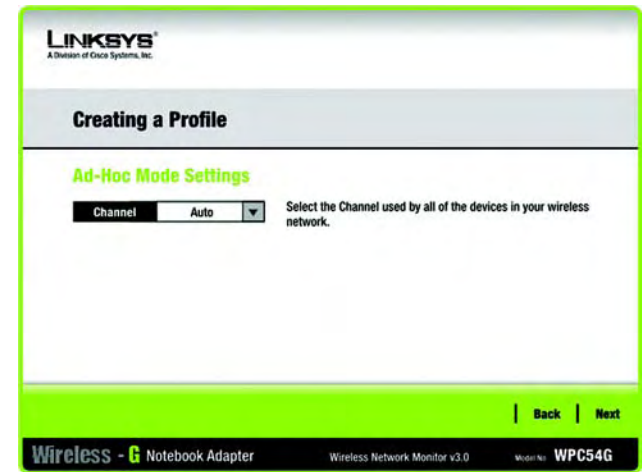 LINKSYS®
A Division of Cisco Systems, Inc.
Creating a Profile
Ad-Hoc Mode Settings
Channel Auto
Select the Channel used by all of the devices in your wireless
network.
Back Next
Wireless - G Notebook Adapter Wireless Network Monitor v3.0 Model No. WPC54G